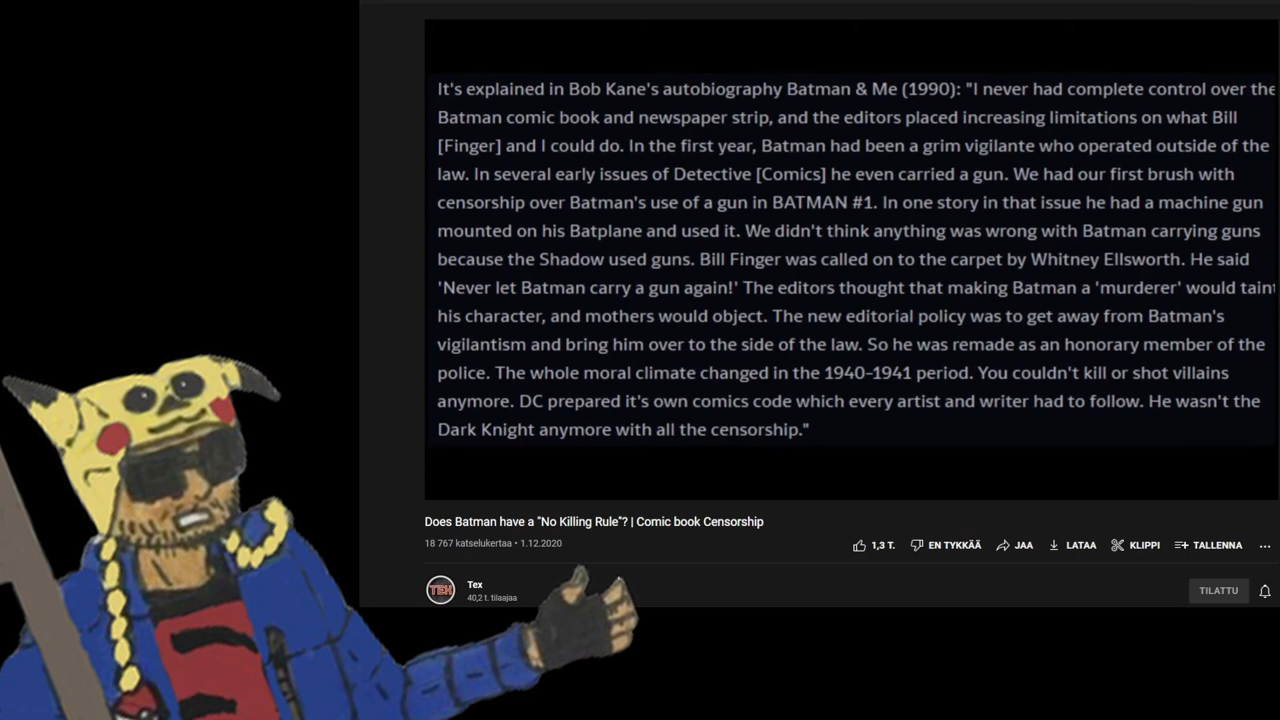 It's explained in Bob Kane's autobiography Batman & Me (1990): "I never had complete control over the
Batman comic book and newspaper strip, and the editors placed increasing limitations on what Bill
[Finger] and I could do. In the first year, Batman had been a grim vigilante who operated outside of the
law. In several early issues of Detective [Comics] he even carried a gun. We had our first brush with
censorship over Batman's use of a gun in BATMAN #1. In one story in that issue he had a machine gun
mounted on his Batplane and used it. We didn't think anything was wrong with Batman carrying guns
because the Shadow used guns. Bill Finger was called on to the carpet by Whitney Ellsworth. He said
'Never let Batman carry a gun again!' The editors thought that making Batman a 'murderer' would taint
his character, and mothers would object. The new editorial policy was to get away from Batman's
vigilantism and bring him over to the side of the law. So he was remade as an honorary member of the
police. The whole moral climate changed in the 1940-1941 period. You couldn't kill or shot villains
anymore. DC prepared it's own comics code which every artist and writer had to follow. He wasn't the
Dark Knight anymore with all the censorship."
Does Batman have a "No Killing Rule"? | Comic book Censorship
18 767 katselukertaa • 1.12.2020
1,3 T. EN TYKKÄÄ JAA LATAA KLIPPI TALLENNA ...
TEX
Tex
40,2 t. tilaajaa
TILATTU